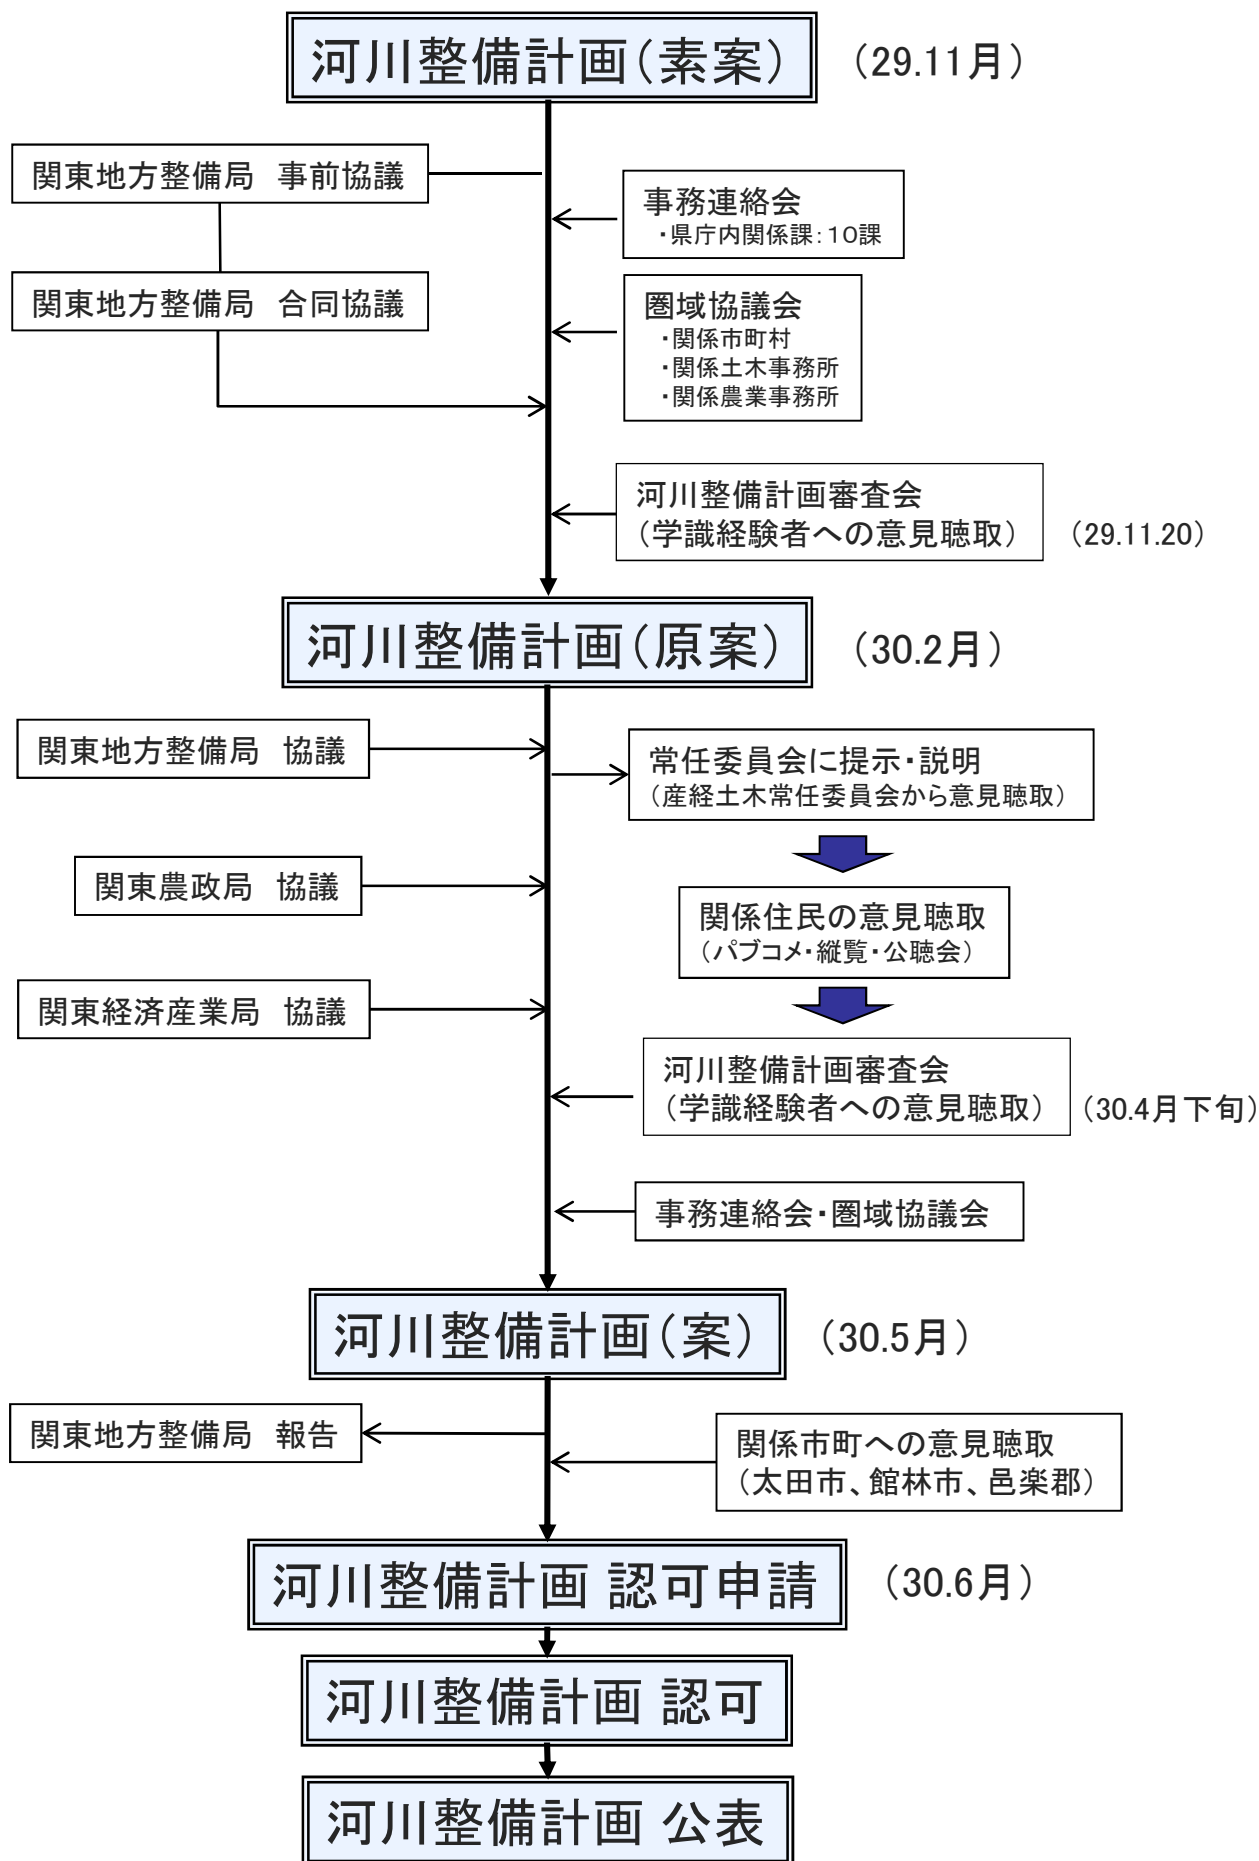 河川整備計画（素案）
（29.11月）
関東地方整備局　事前協議
事務連絡会
・県庁内関係課：１０課
関東地方整備局　合同協議
圏域協議会
・関係市町村
・関係土木事務所
・関係農業事務所
河川整備計画審査会
（学識経験者への意見聴取）
（29.11.20）
河川整備計画（原案）
（30.2月）
関東地方整備局　協議
常任委員会に提示・説明
（産経土木常任委員会から意見聴取）
関東農政局　協議
関係住民の意見聴取
（パブコメ・縦覧・公聴会）
関東経済産業局　協議
河川整備計画審査会
（学識経験者への意見聴取）
（30.4月下旬）
事務連絡会・圏域協議会
河川整備計画（案）
（30.5月）
関東地方整備局　報告
関係市町への意見聴取
（太田市、館林市、邑楽郡）
河川整備計画 認可申請
（30.6月）
河川整備計画 認可
河川整備計画 公表